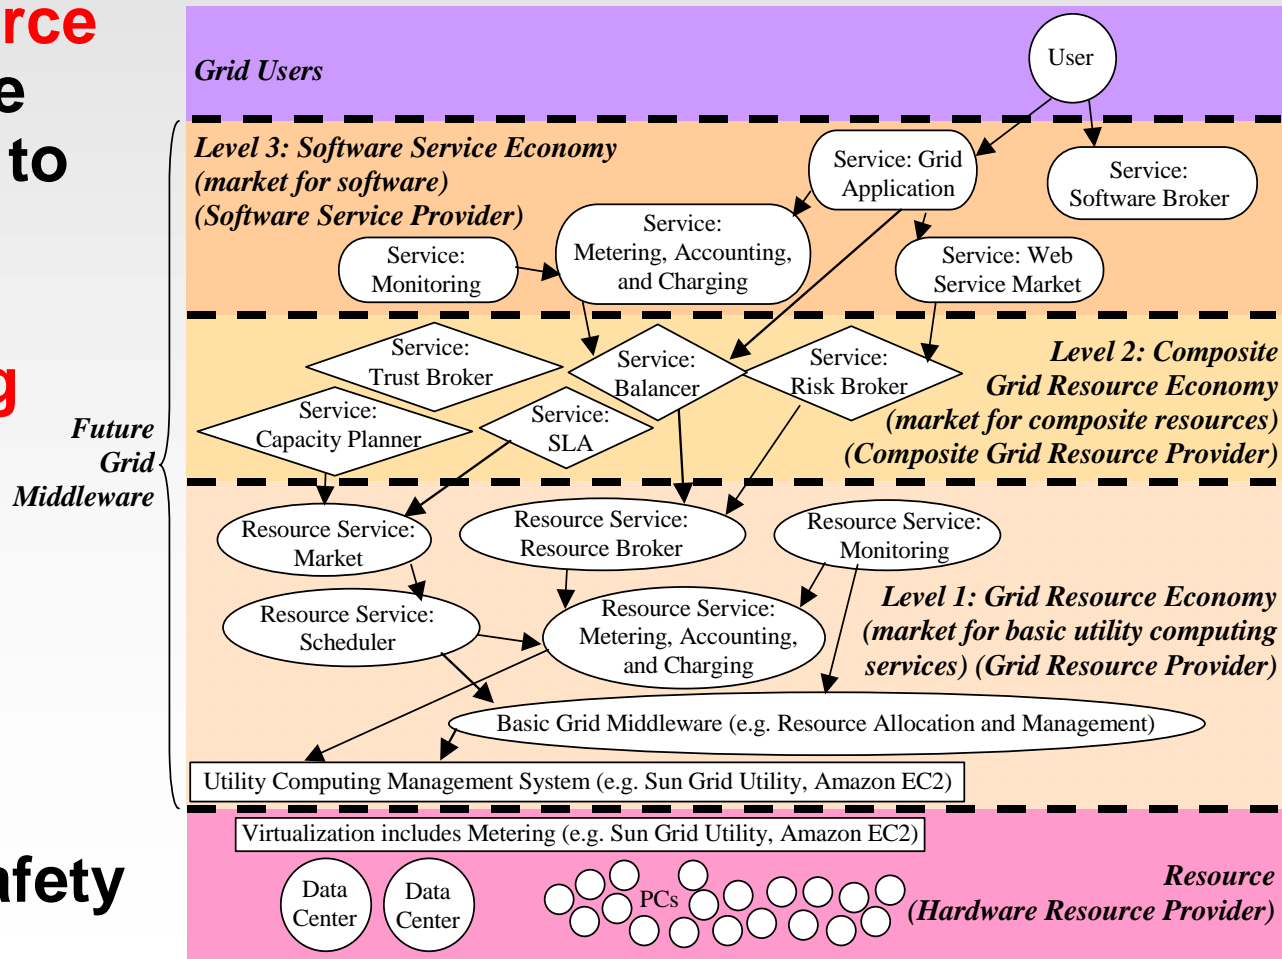 rce
e
to
g
afety
Future
Grid
Middleware
Grid Users
User
Level 3: Software Service Economy
(market for software)
(Software Service Provider)
Service: Grid
Application
Service:
Software Broker
Service:
Metering, Accounting,
and Charging
Service:
Monitoring
Service: Web
Service Market
Service:
Trust Broker
Service:
Balancer
Service:
Risk Broker
Level 2: Composite
Grid Resource Economy
(market for composite resources)
(Composite Grid Resource Provider)
Service:
Capacity Planner
Service:
SLA
Resource Service:
Market
Resource Service:
Resource Broker
Resource Service:
Monitoring
Level 1: Grid Resource Economy
(market for basic utility computing
services) (Grid Resource Provider)
Resource Service:
Scheduler
Resource Service:
Metering, Accounting,
and Charging
Basic Grid Middleware (e.g. Resource Allocation and Management)
Utility Computing Management System (e.g. Sun Grid Utility, Amazon EC2)
Virtualization includes Metering (e.g. Sun Grid Utility, Amazon EC2)
Data
Center
Data
Center
PCs
Resource
(Hardware Resource Provider)